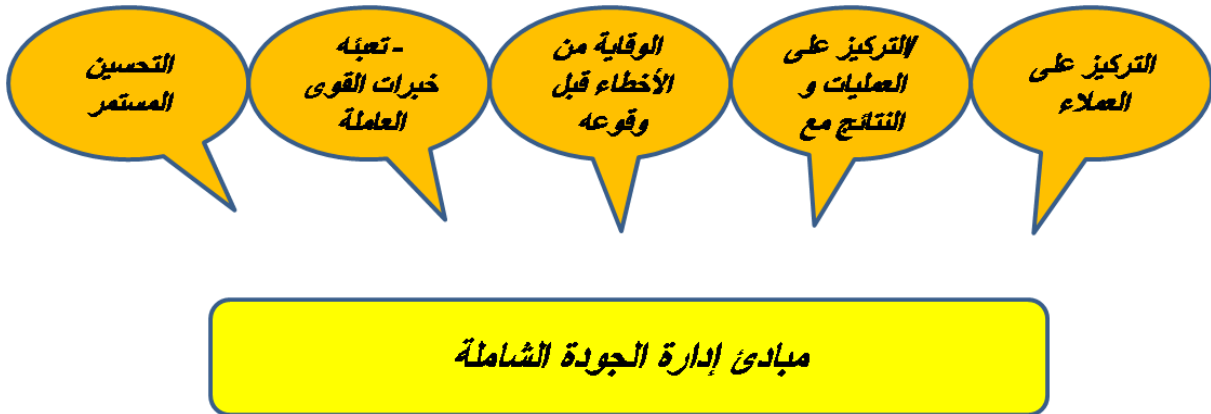 التركيز على
العملاء
التركيز على
العمليات و
النتائج مع
الوقاية من
الأخطاء قبل
وقوعه
- تعبئه
خبرات القوى
العاملة
التحسين
المستمر
مبادئ إدارة الجودة الشاملة